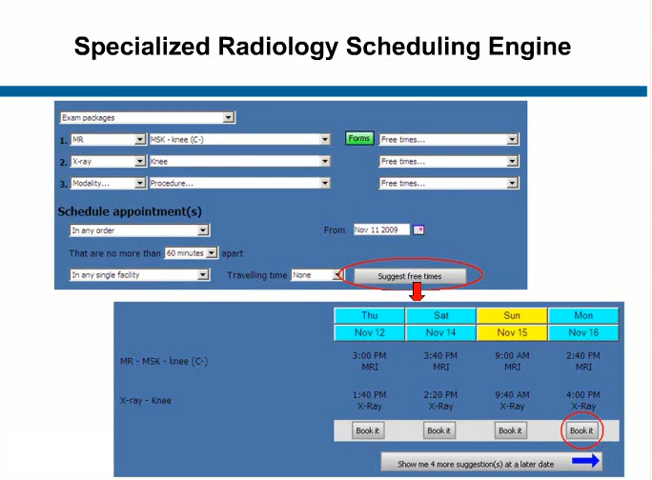 Specialized Radiology Scheduling Engine
Exam packages
1. MR MSK - knee (C-) Forms Free times...
2. X-ray Knee Free times...
3. Modality... Procedure... Free times...
Schedule appointment(s)
In any order From Nov 11 2009
That are no more than 60 minutes apart
In any single facility Travelling time None Suggest free times
Thu Sat Sun Mon
Nov 12 Nov 14 Nov 15 Nov 16
MR - MSK - knee (C-) 3:00 PM 3:40 PM 9:00 AM 2:40 PM
MRI MRI MRI MRI
X-ray - Knee 1:40 PM 2:20 PM 9:40 AM 4:00 PM
X-Ray X-Ray X-Ray X-Ray
Book it Book it Book it Book it
Show me 4 more suggestion(s) at a later date